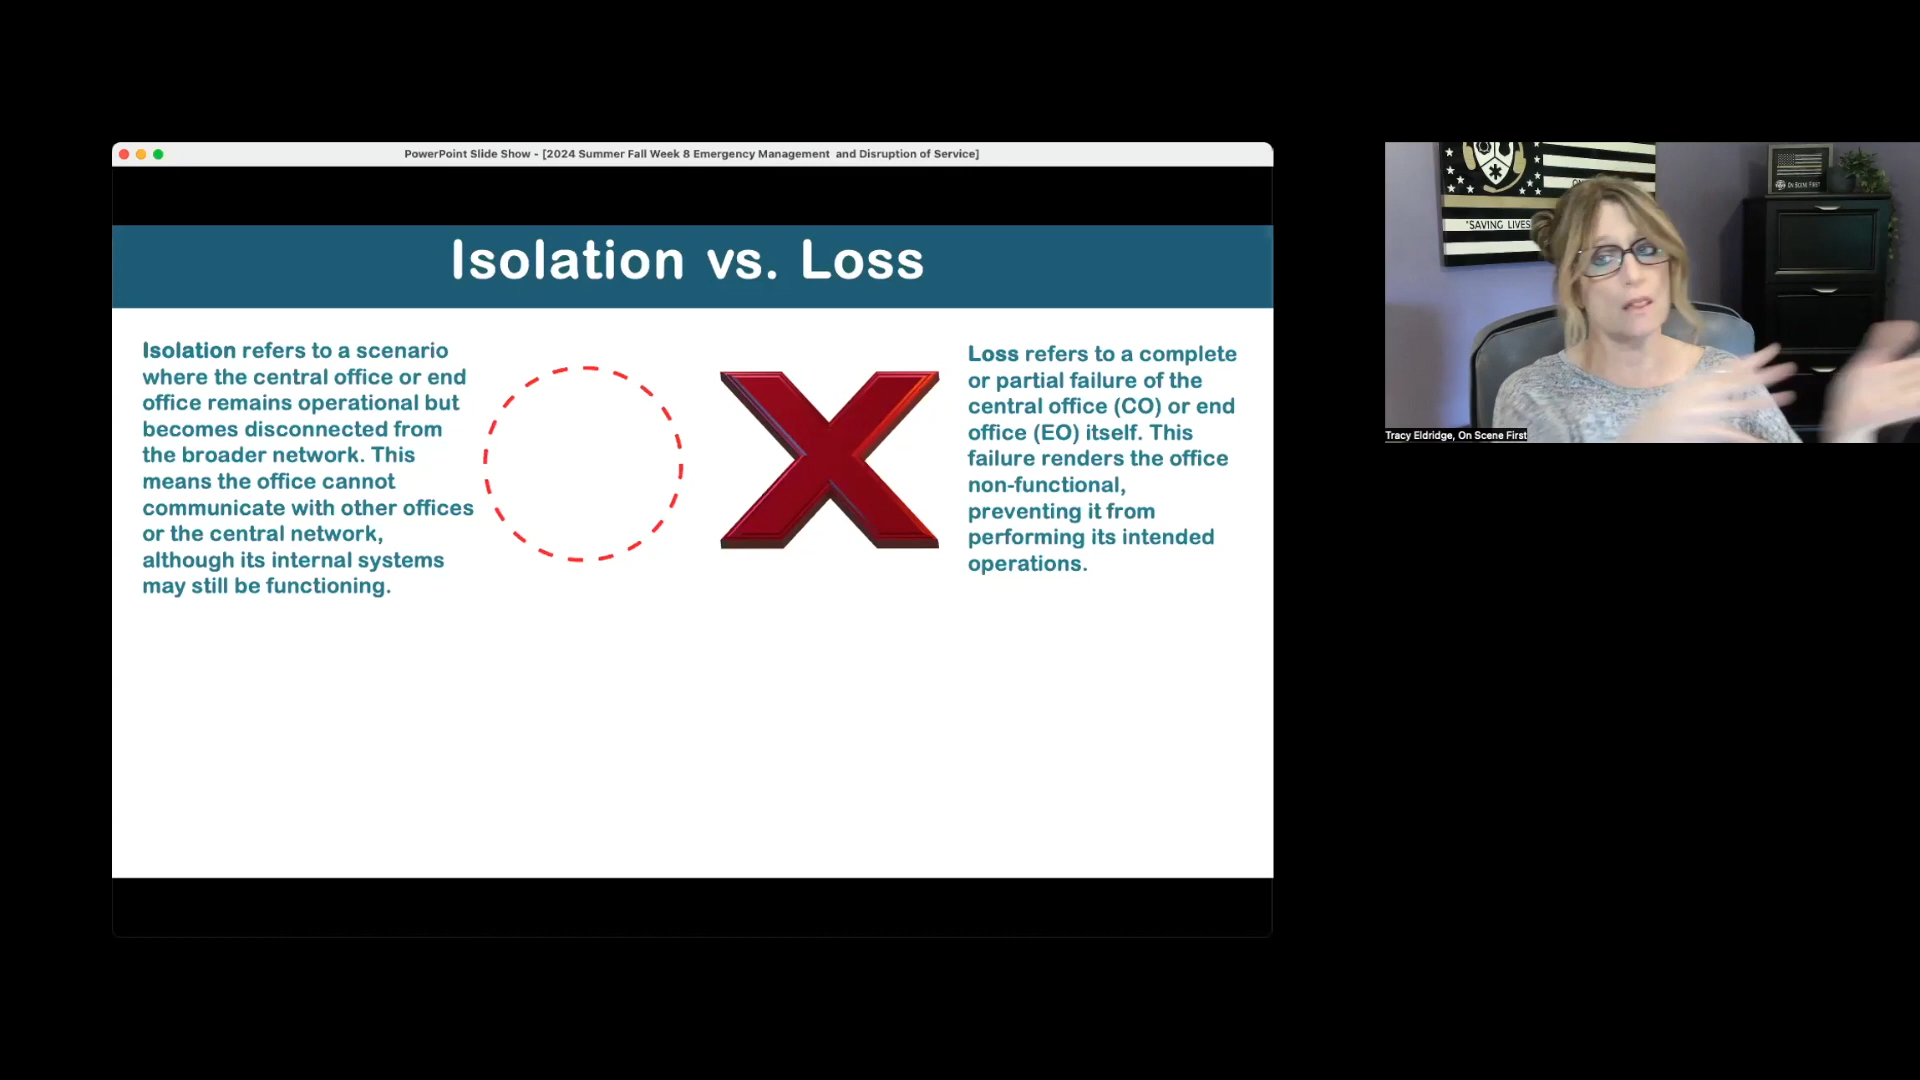 PowerPoint Slide Show - [2024 Summer Fall Week 8 Emergency Management  and Disruption of Service]
Isolation vs. Loss
Isolation refers to a scenario
where the central office or end
office remains operational but
becomes disconnected from
the broader network. This
means the office cannot
communicate with other offices
or the central network,
although its internal systems
may still be functioning.
Loss refers to a complete
or partial failure of the
central office (CO) or end
office (EO) itself. This
failure renders the office
non-functional,
preventing it from
performing its intended
operations.
"SAVING LIVES
ON SCENE FIRST
Tracy Eldridge, On Scene First